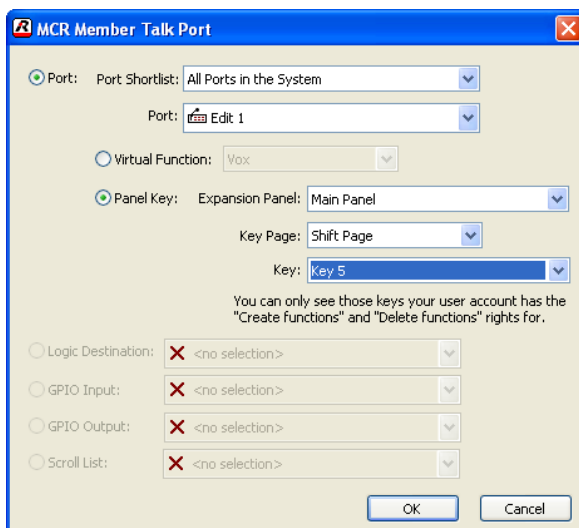 MCR Member Talk Port
Port: Port Shortlist: All Ports in the System
Port: Edit 1
Virtual Function: Vox
Panel Key: Expansion Panel: Main Panel
Key Page: Shift Page
Key: Key 5
You can only see those keys your user account has the
"Create functions" and "Delete functions" rights for.
Logic Destination: <no selection>
GPIO Input: <no selection>
GPIO Output: <no selection>
Scroll List: <no selection>
OK Cancel